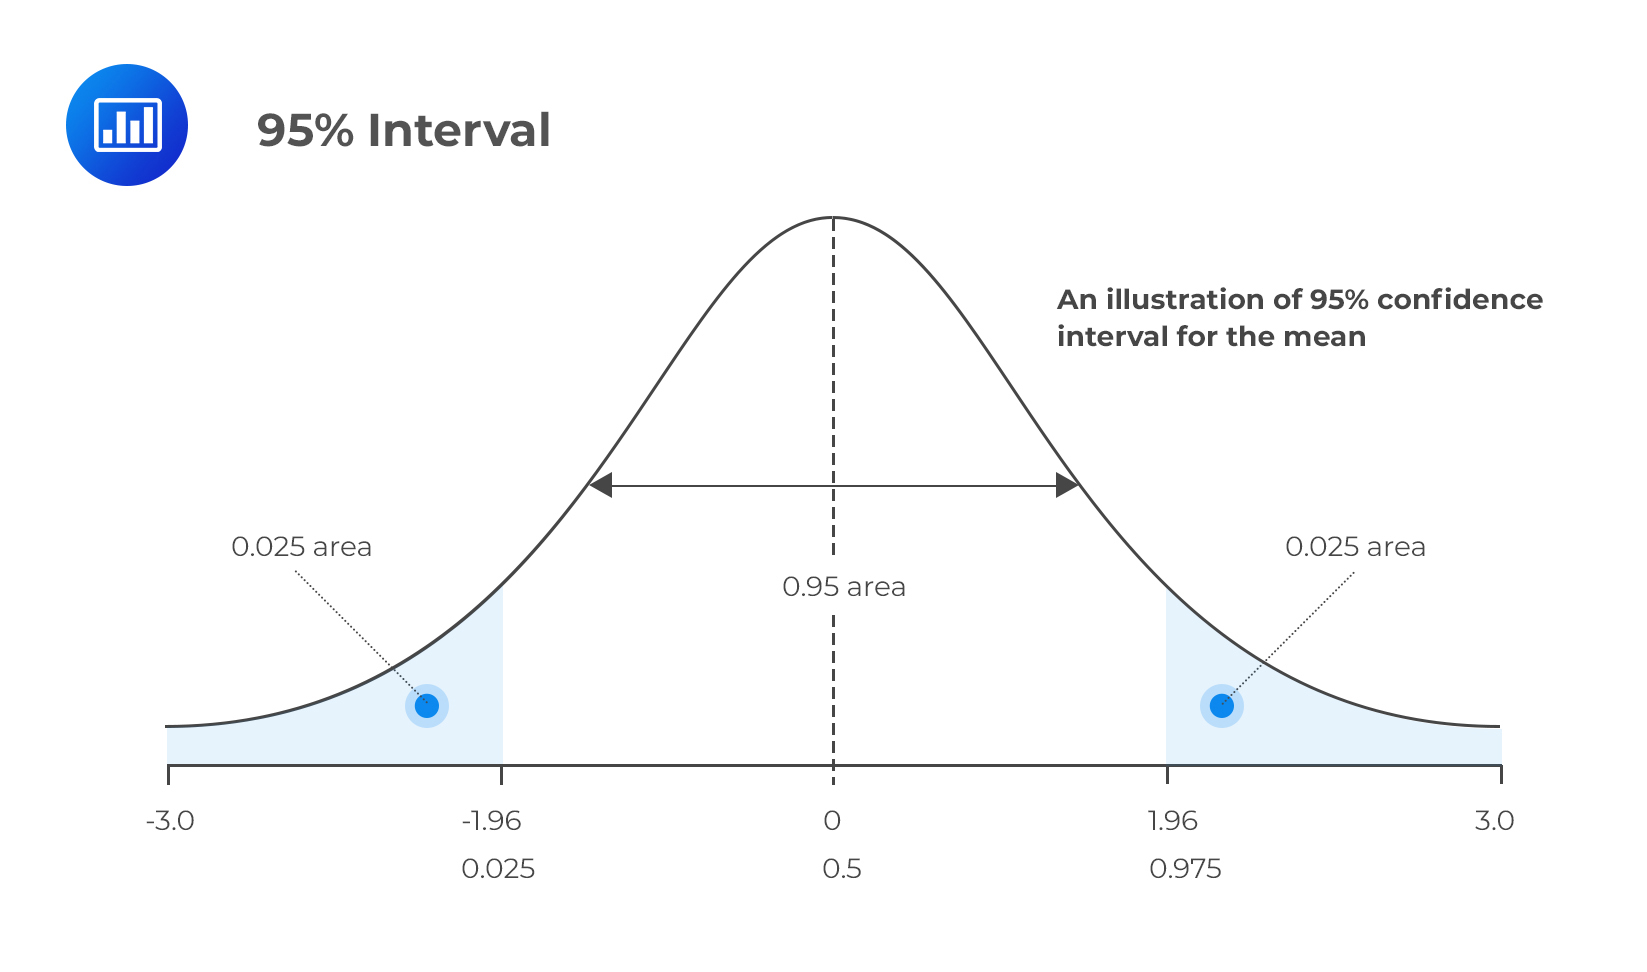 95% Interval
An illustration of 95% confidence
interval for the mean
0.025 area
0.025 area
0.95 area
-3.0 -1.96 0 1.96 3.0
0.025 0.5 0.975